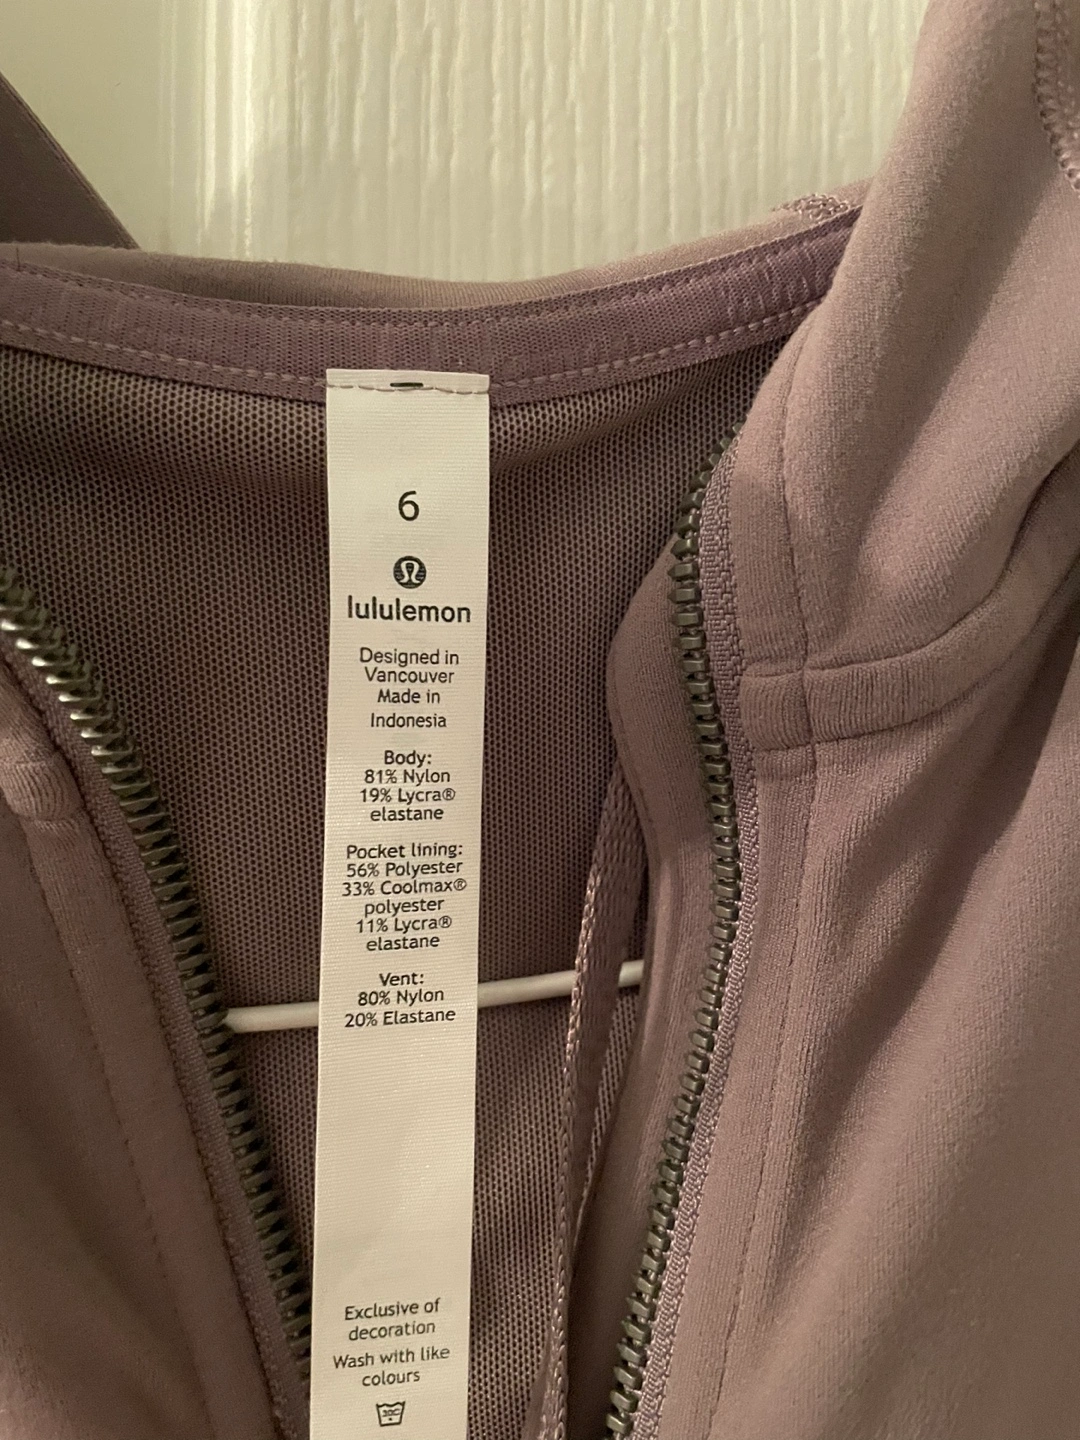 6
lululemon
Designed in
Vancouver
Made in
Indonesia
Body:
81% Nylon
19% Lycra®
elastane
Pocket lining:
56% Polyester
33% Coolmax®
polyester
11% Lycra®
elastane
Vent:
80% Nylon
20% Elastane
Exclusive of
decoration
Wash with like
colours
30C